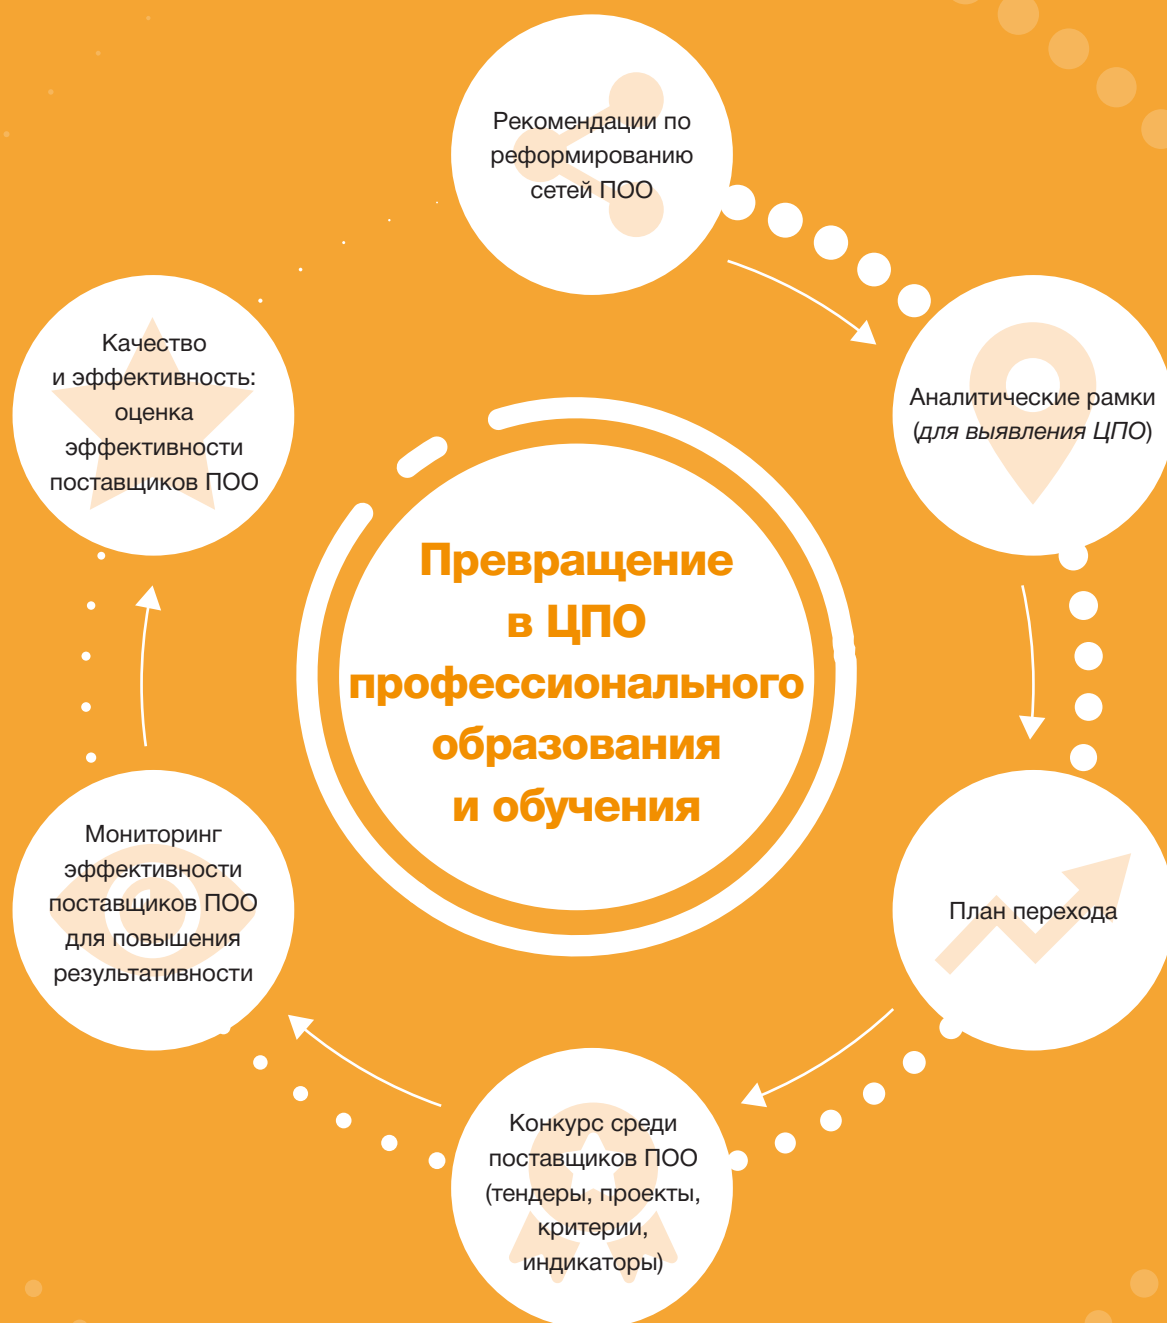 Рекомендации по
реформированию
сетей ПОО
Аналитические рамки
(для выявления ЦПО)
План перехода
Конкурс среди
поставщиков ПОО
(тендеры, проекты,
критерии,
индикаторы)
Мониторинг
эффективности
поставщиков ПОО
для повышения
результативности
Качество
и эффективность:
оценка
эффективности
поставщиков ПОО
Превращение
в ЦПО
профессионального
образования
и обучения